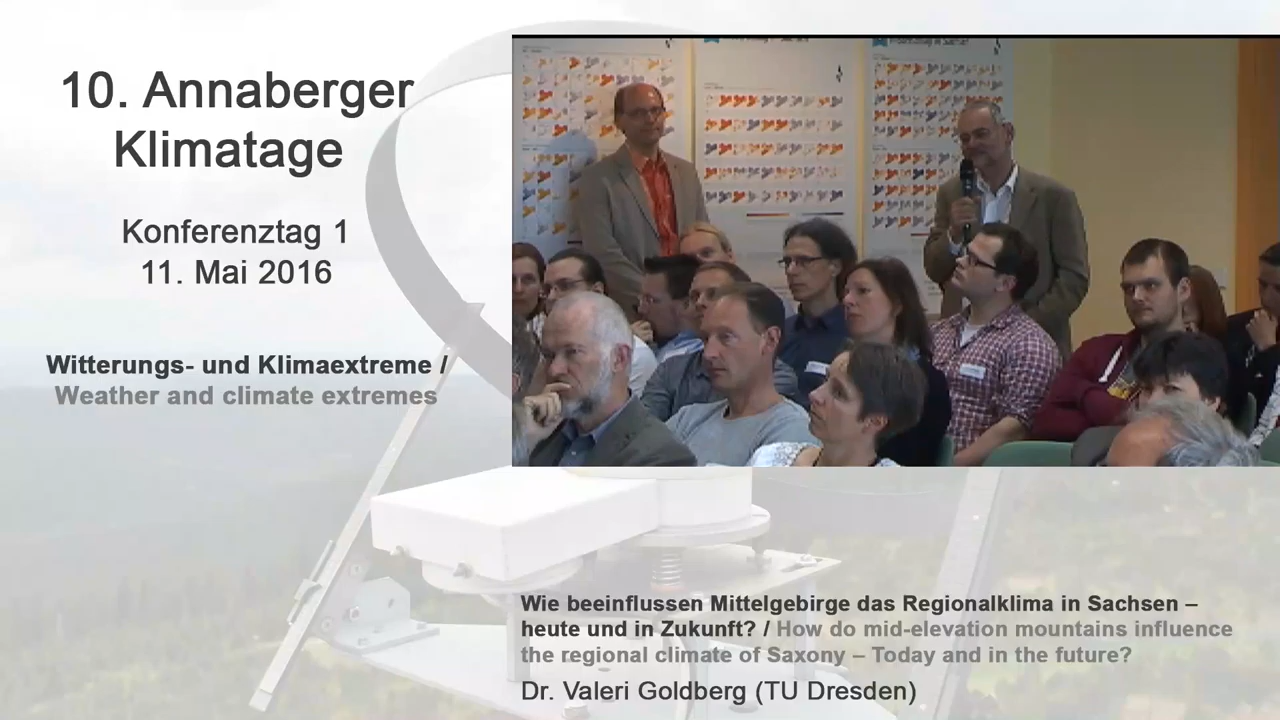 10. Annaberger
Klimatage
Konferenztag 1
11. Mai 2016
Witterungs- und Klimaextreme /
Weather and climate extremes
Wie beeinflussen Mittelgebirge das Regionalklima in Sachsen –
heute und in Zukunft? / How do mid-elevation mountains influence
the regional climate of Saxony – Today and in the future?
Dr. Valeri Goldberg (TU Dresden)